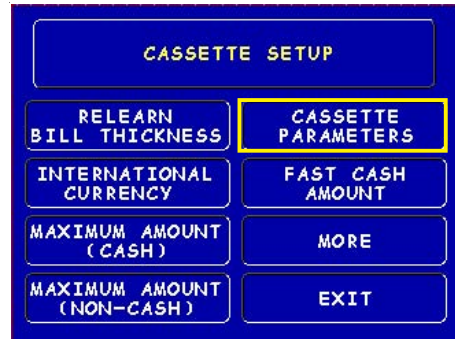 CASSETTE SETUP
RELEARN
BILL THICKNESS
CASSETTE
PARAMETERS
INTERNATIONAL
CURRENCY
FAST CASH
AMOUNT
MAXIMUM AMOUNT
(CASH)
MORE
MAXIMUM AMOUNT
(NON-CASH)
EXIT